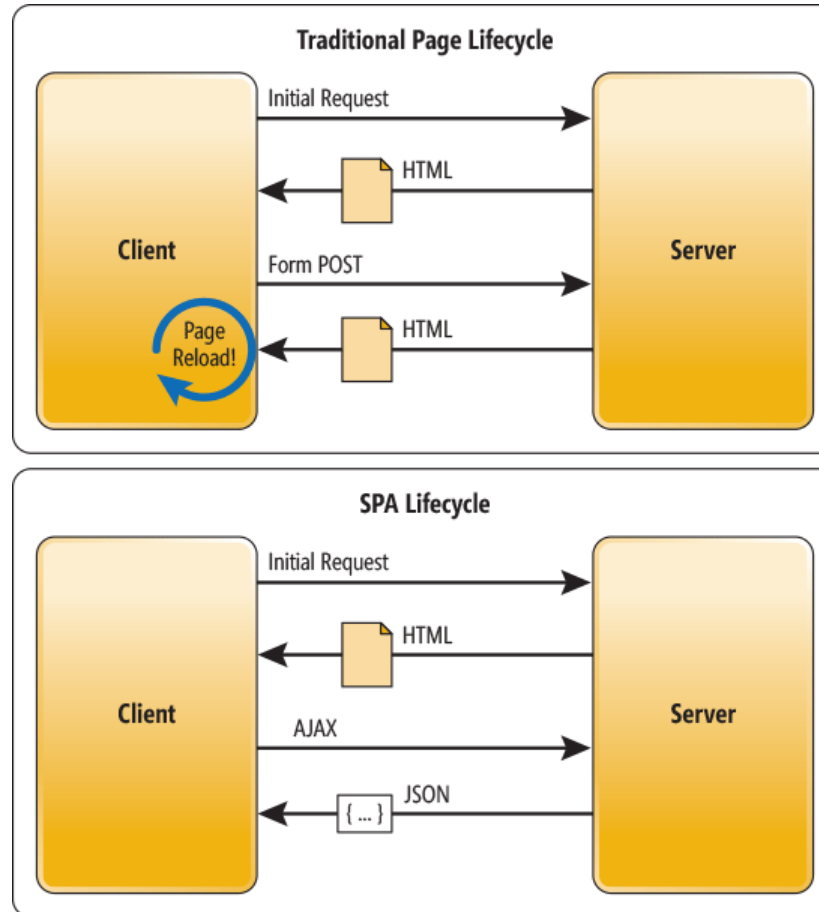 Traditional Page Lifecycle
Initial Request
HTML
Client
Server
Form POST
HTML
Page
Reload!
SPA Lifecycle
Initial Request
HTML
Client
Server
AJAX
JSON
{ ... }